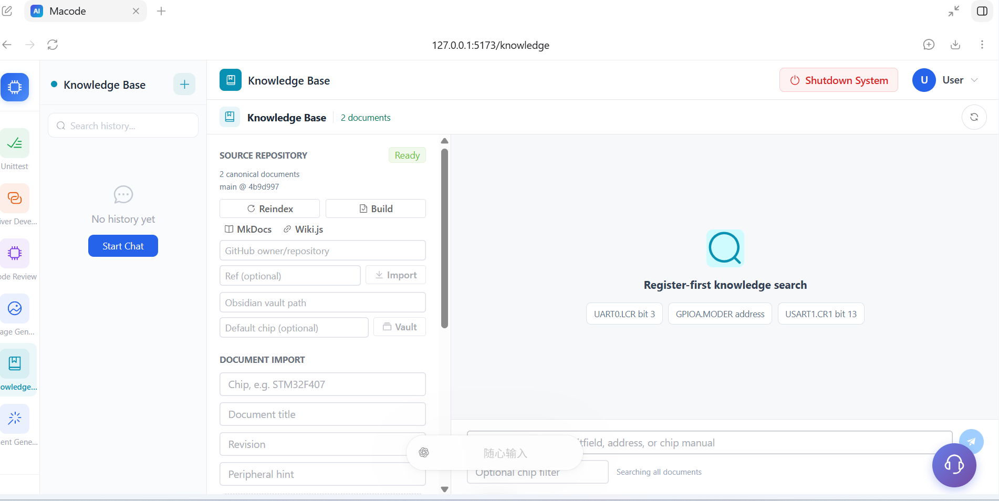 AI Macode
127.0.0.1:5173/knowledge
Knowledge Base
Search history...
No history yet
Start Chat
Unittest
iver Deve...
ode Review
age Gen...
owledge...
ent Gene...
Knowledge Base
Shutdown System
U User
Knowledge Base 2 documents
SOURCE REPOSITORY Ready
2 canonical documents
main @ 4b9d997
Reindex Build
MkDocs Wiki.js
GitHub owner/repository
Ref (optional) Import
Obsidian vault path
Default chip (optional) Vault
DOCUMENT IMPORT
Chip, e.g. STM32F407
Document title
Revision
Peripheral hint
Register-first knowledge search
UART0.LCR bit 3 GPIOA.MODER address USART1.CR1 bit 13
tfield, address, or chip manual
随心输入
Optional chip filter Searching all documents